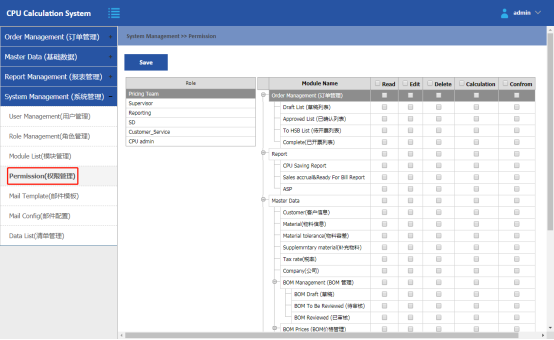 CPU Calculation System
admin
Order Management (订单管理)
Master Data (基础数据)
Report Management (报表管理)
System Management (系统管理)
User Management(用户管理)
Role Management(角色管理)
Module List(模块管理)
Permission(权限管理)
Mail Template(邮件模板)
Mail Config(邮件配置)
Data List(清单管理)
System Management >> Permission
Save
Role
Pricing Team
Supervisor
Reporting
SD
Customer_Service
CPU admin
Module Name Read Edit Delete Calculation Confrom
Order Management (订单管理)
Draft List (草稿列表)
Approved List (已确认列表)
To HSB List (待开票列表)
Complete(已开票列表)
Report
CPU Saving Report
Sales accrual&Ready For Bill Report
ASP
Master Data
Customer(客户信息)
Material(物料信息)
Material tolerance(物料容差)
Supplemmtary material(补充物料)
Tax rate(税率)
Company(公司)
BOM Management (BOM 管理)
BOM Draft (草稿)
BOM To Be Reviewed (待审核)
BOM Reviewed (已审核)
BOM Prices (BOM价格管理)